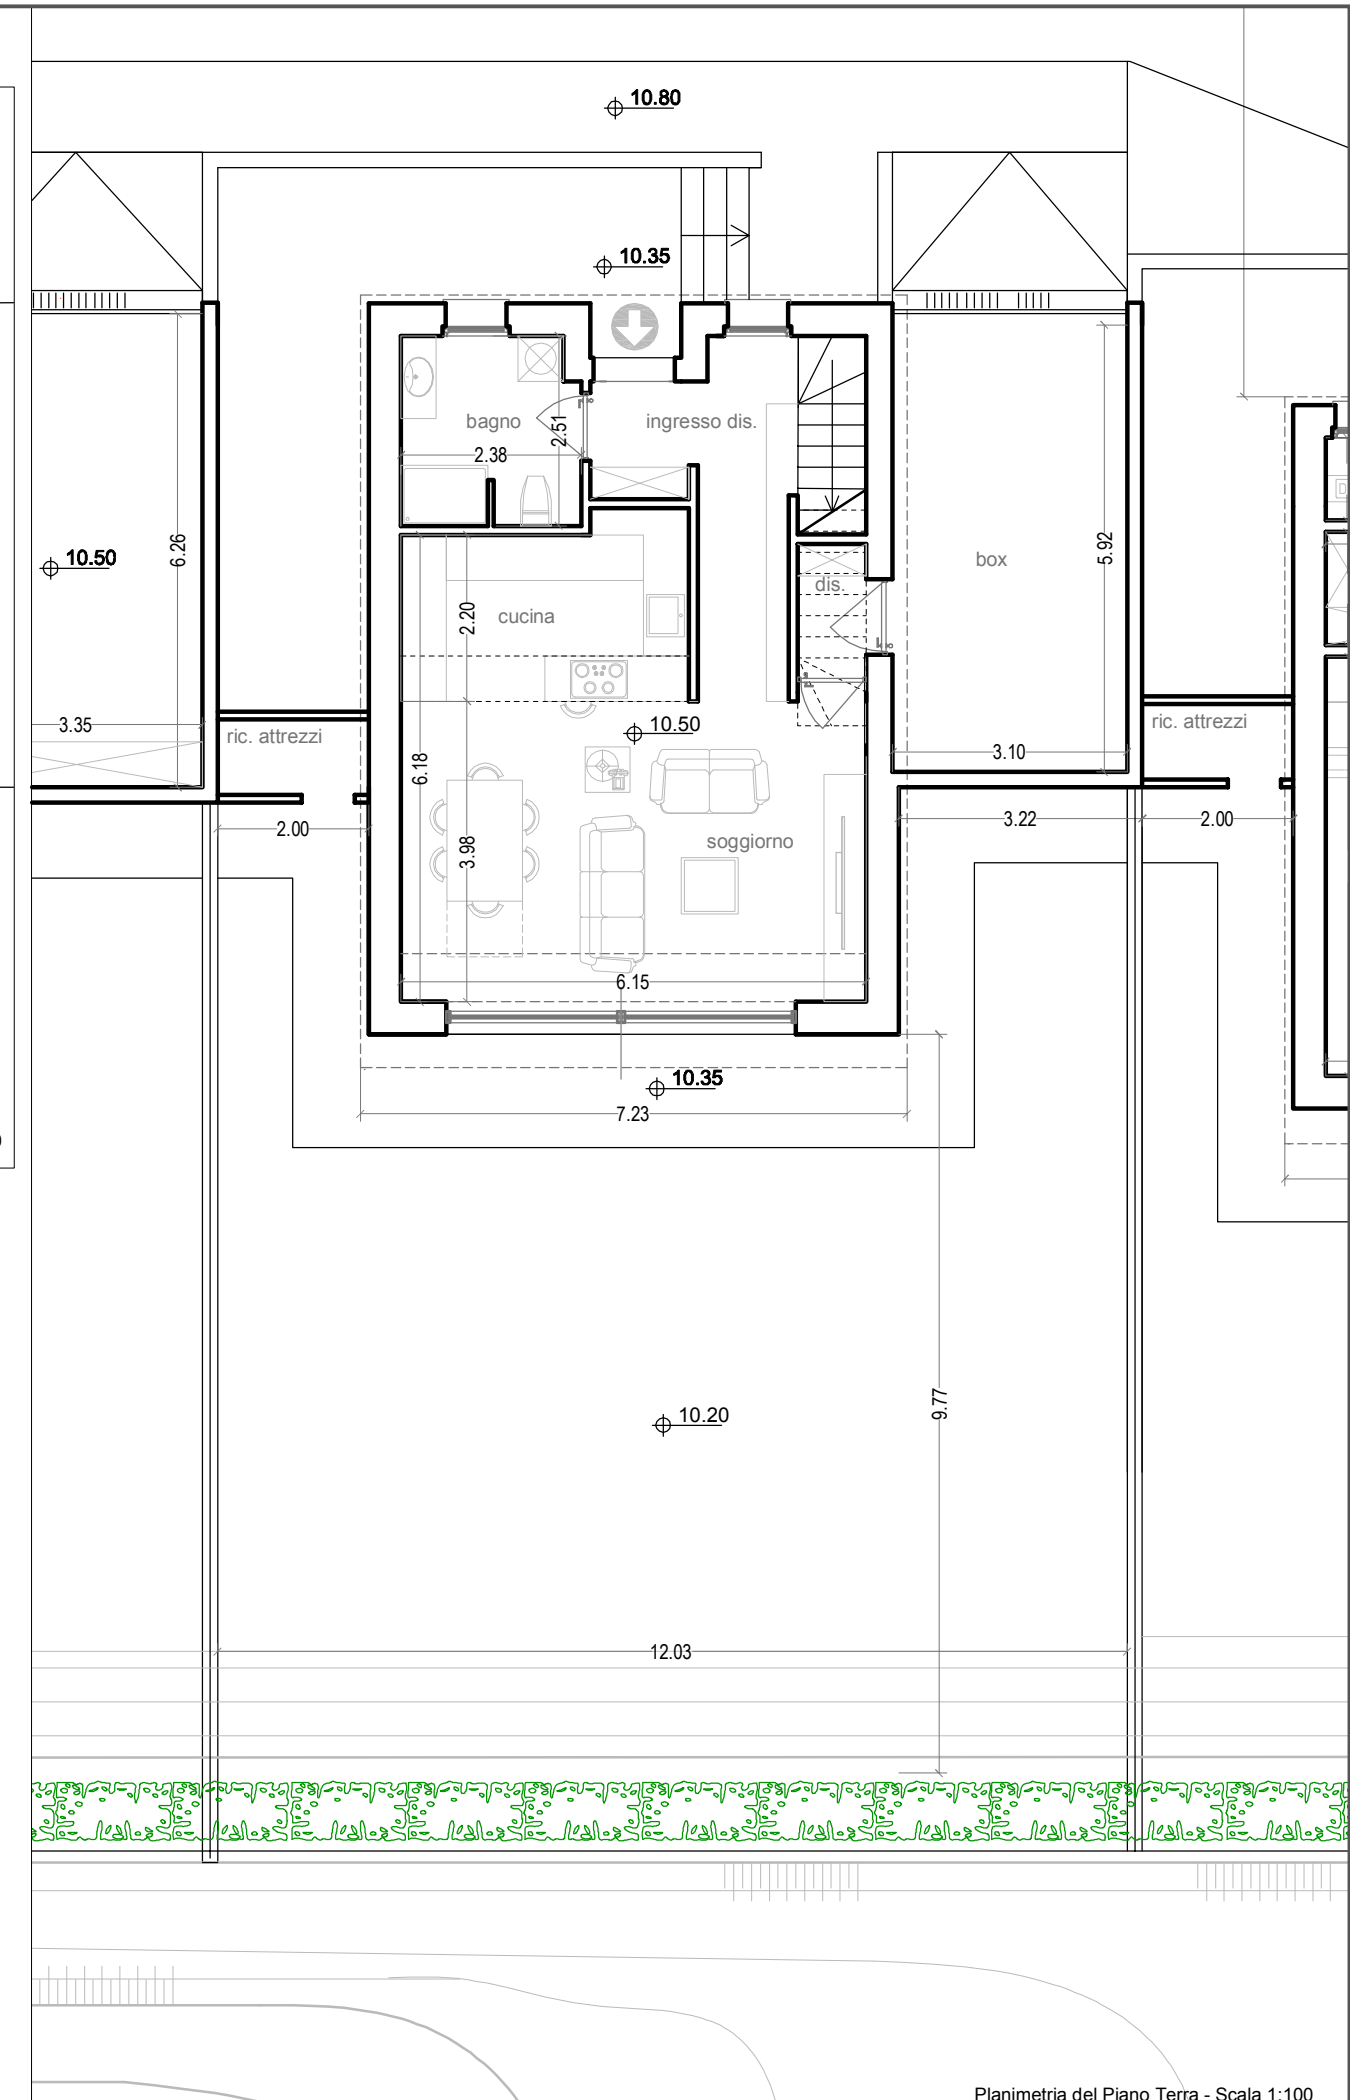 10.80
10.35
bagno
2.51
ingresso dis.
2.38
6.26
10.50
5.92
box
dis.
2.20
cucina
3.35
ric. attrezzi
10.50
ric. attrezzi
3.10
6.18
3.98
soggiorno
2.00
3.22
2.00
6.15
10.35
7.23
9.77
10.20
12.03
Planimetria del Piano Terra - Scala 1:100